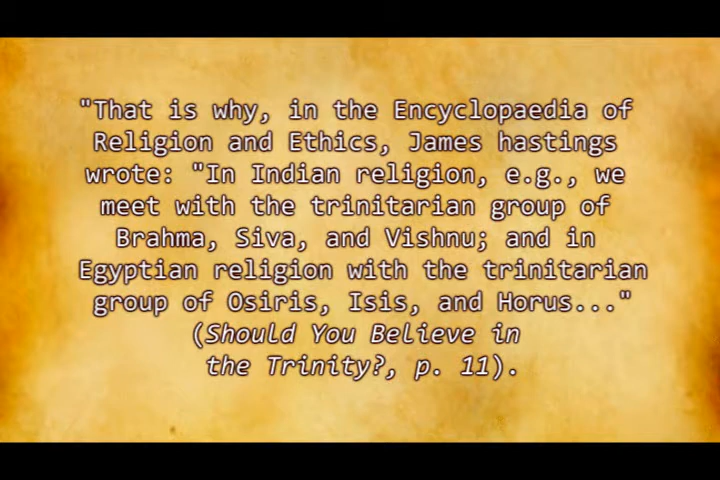 "That is why, in the Encyclopaedia of
Religion and Ethics, James hastings
wrote: "In Indian religion, e.g., we
meet with the trinitarian group of
Brahma, Siva, and Vishnu; and in
Egyptian religion with the trinitarian
group of Osiris, Isis, and Horus..."
(Should You Believe in
the Trinity?, p. 11).